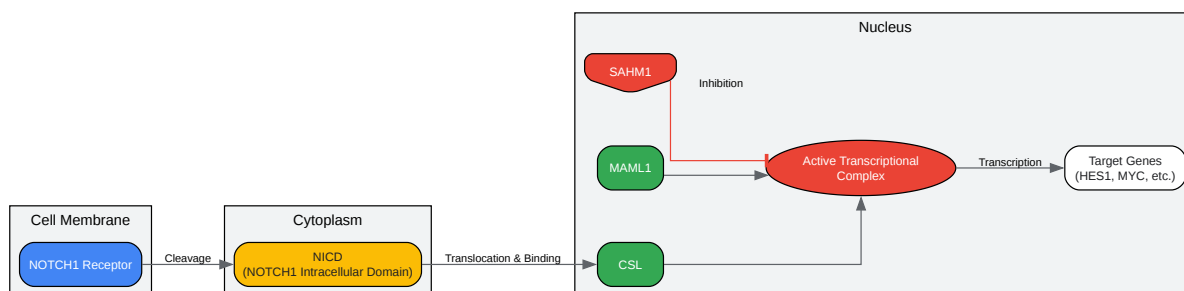 Nucleus
SAHM1
Inhibition
MAML1
Active Transcriptional
Complex
Transcription
Target Genes
(HES1, MYC, etc.)
Cell Membrane
NOTCH1 Receptor
Cleavage
Cytoplasm
NICD
(NOTCH1 Intracellular Domain)
Translocation & Binding
CSL